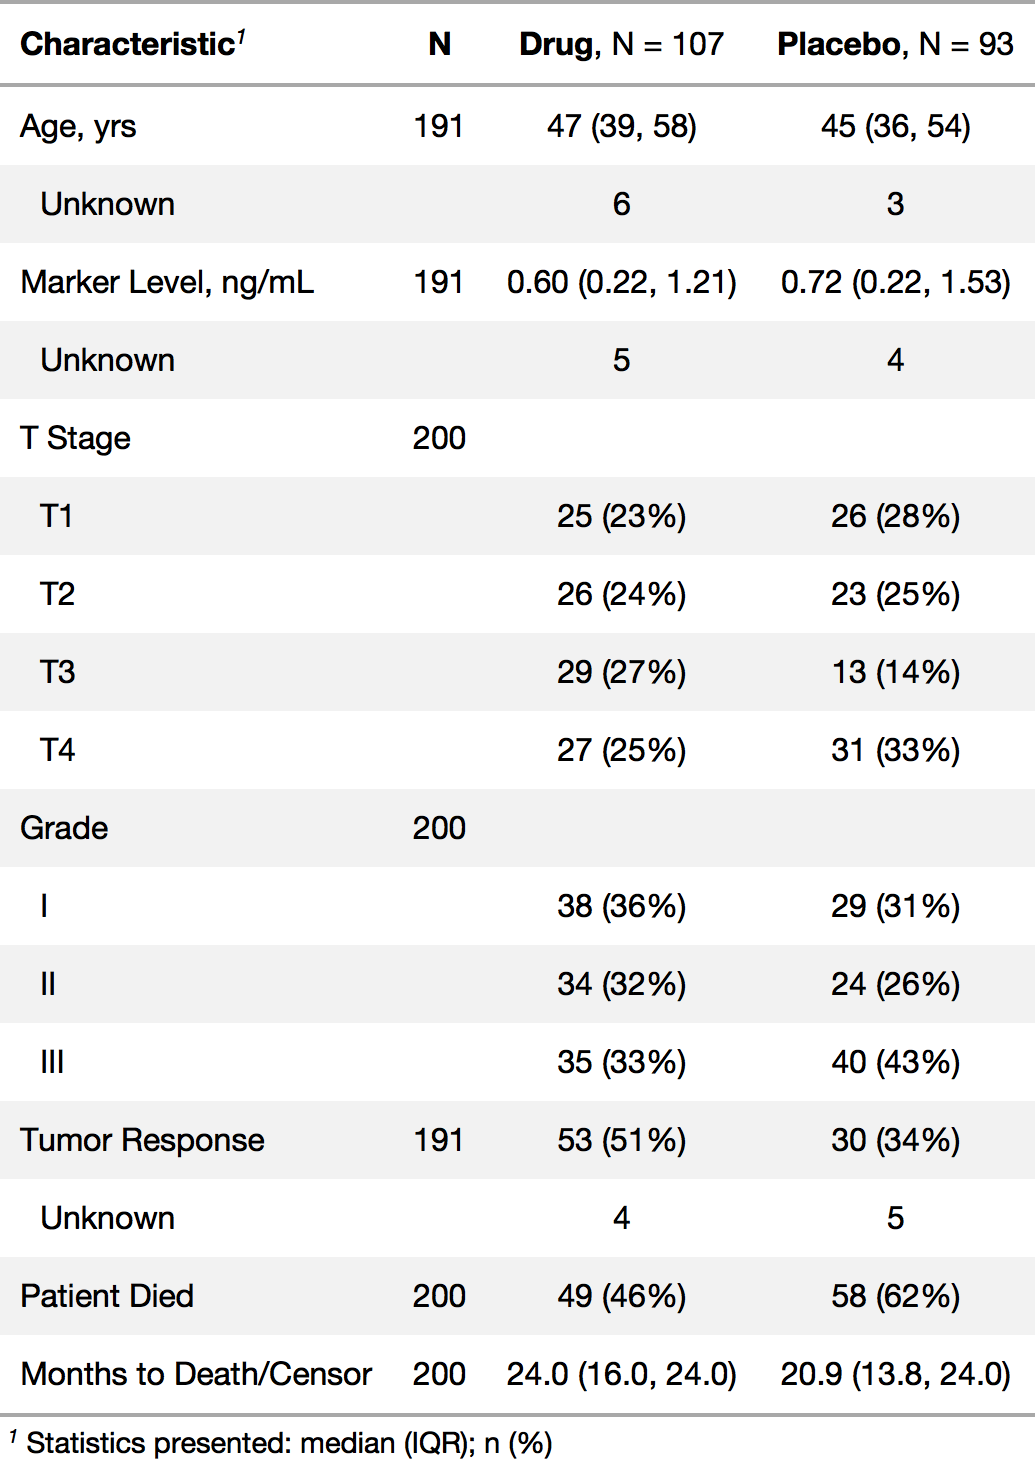 Characteristic1 N Drug, N = 107 Placebo, N = 93
Age, yrs 191 47 (39, 58) 45 (36, 54)
Unknown 6 3
Marker Level, ng/mL 191 0.60 (0.22, 1.21) 0.72 (0.22, 1.53)
Unknown 5 4
T Stage 200
T1 25 (23%) 26 (28%)
T2 26 (24%) 23 (25%)
T3 29 (27%) 13 (14%)
T4 27 (25%) 31 (33%)
Grade 200
I 38 (36%) 29 (31%)
II 34 (32%) 24 (26%)
III 35 (33%) 40 (43%)
Tumor Response 191 53 (51%) 30 (34%)
Unknown 4 5
Patient Died 200 49 (46%) 58 (62%)
Months to Death/Censor 200 24.0 (16.0, 24.0) 20.9 (13.8, 24.0)
1 Statistics presented: median (IQR); n (%)